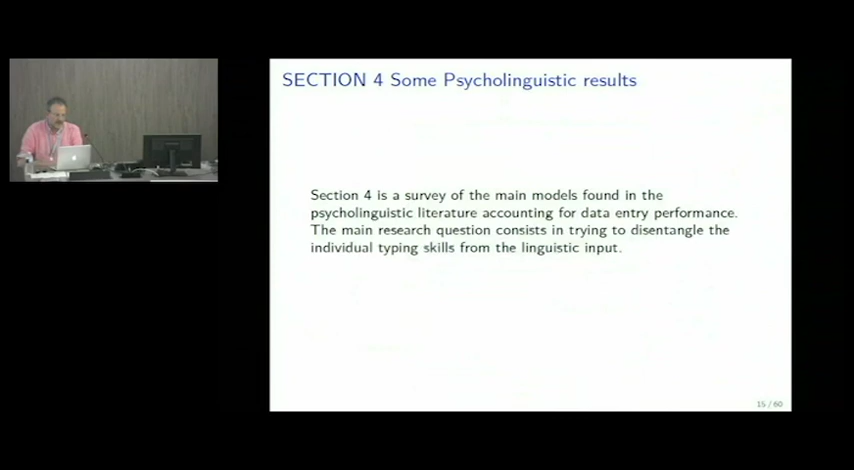 SECTION 4 Some Psycholinguistic results
Section 4 is a survey of the main models found in the
psycholinguistic literature accounting for data entry performance.
The main research question consists in trying to disentangle the
individual typing skills from the linguistic input.
15 / 60